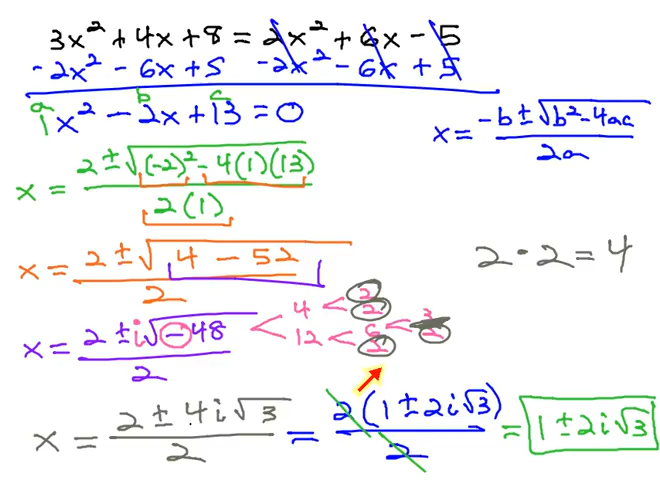 3x² + 4x + 8 = 2x² + 6x - 5
-2x² - 6x + 5 -2x² - 6x + 5
a b c
1x² - 2x + 13 = 0
x = (-b ± √(b² - 4ac)) / 2a
x = (2 ± √((-2)² - 4(1)(13))) / 2(1)
x = (2 ± √(4 - 52)) / 2
2 · 2 = 4
x = (2 ± i√(-48)) / 2 < 4 < 2 2
12 < 6 < 3 2
x = (2 ± 4i√3) / 2 = 2(1 ± 2i√3) / 2 = 1 ± 2i√3